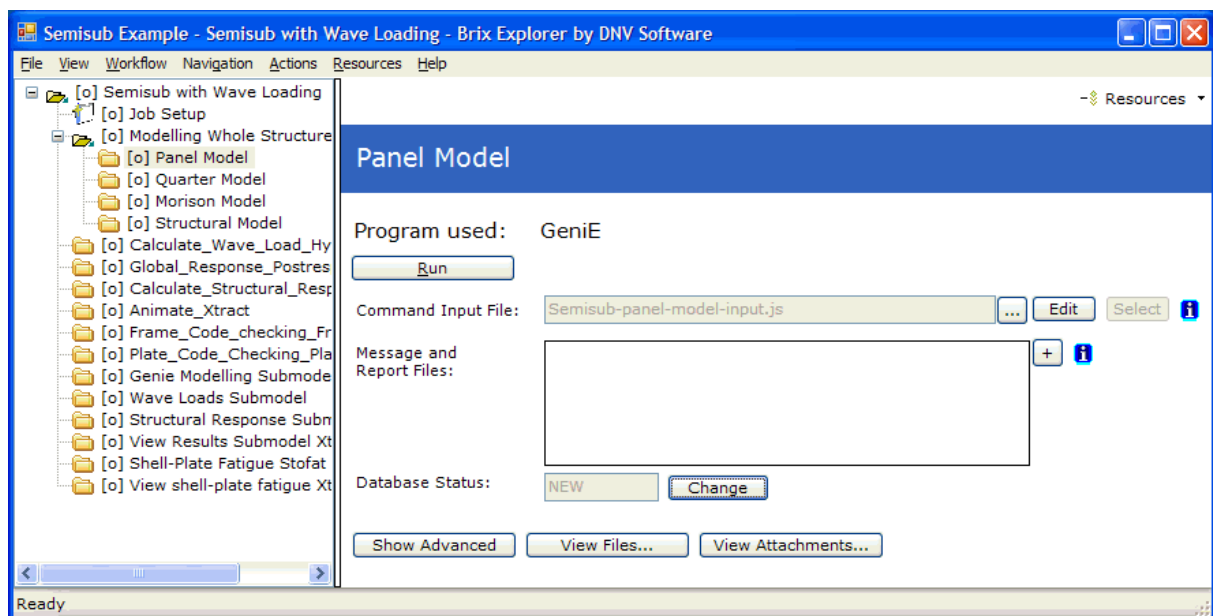 Semisub Example - Semisub with Wave Loading - Brix Explorer by DNV Software
File View Workflow Navigation Actions Resources Help
[o] Semisub with Wave Loading
[o] Job Setup
[o] Modelling Whole Structure
[o] Panel Model
[o] Quarter Model
[o] Morison Model
[o] Structural Model
[o] Calculate_Wave_Load_Hy
[o] Global_Response_Postres
[o] Calculate_Structural_Resp
[o] Animate_Xtract
[o] Frame_Code_checking_Fr
[o] Plate_Code_Checking_Pla
[o] Genie Modelling Submode
[o] Wave Loads Submodel
[o] Structural Response Subm
[o] View Results Submodel Xt
[o] Shell-Plate Fatigue Stofat
[o] View shell-plate fatigue Xt
Resources
Panel Model
Program used: GeniE
Run
Command Input File: Semisub-panel-model-input.js ... Edit Select i
Message and
Report Files:
+ i
Database Status: NEW Change
Show Advanced View Files... View Attachments...
Ready